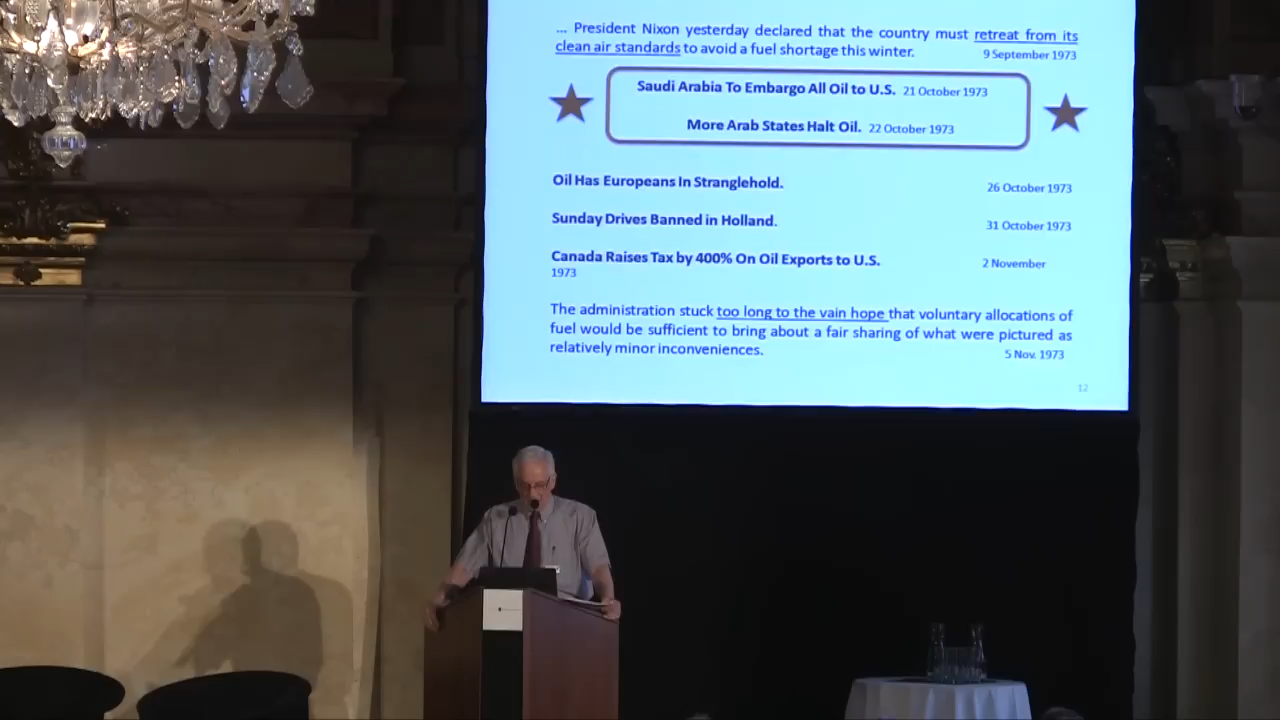 ... President Nixon yesterday declared that the country must retreat from its
clean air standards to avoid a fuel shortage this winter. 9 September 1973
Saudi Arabia To Embargo All Oil to U.S. 21 October 1973
More Arab States Halt Oil. 22 October 1973
Oil Has Europeans In Stranglehold. 26 October 1973
Sunday Drives Banned in Holland. 31 October 1973
Canada Raises Tax by 400% On Oil Exports to U.S. 2 November
1973
The administration stuck too long to the vain hope that voluntary allocations of
fuel would be sufficient to bring about a fair sharing of what were pictured as
relatively minor inconveniences. 5 Nov. 1973
12